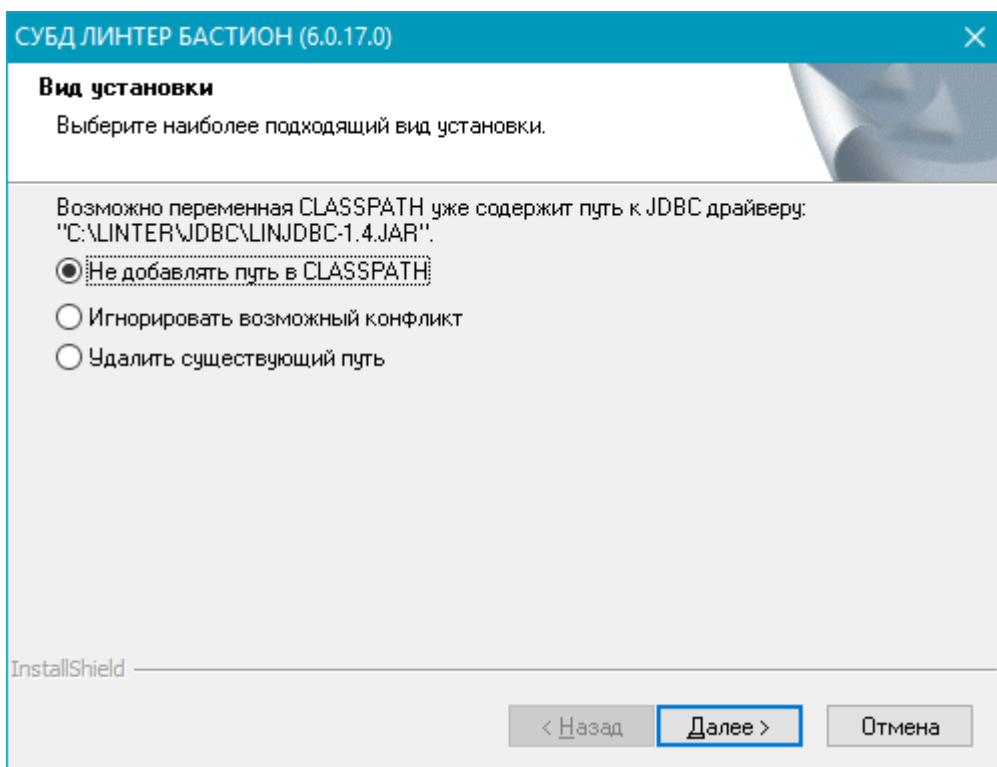 СУБД ЛИНТЕР БАСТИОН (6.0.17.0)
Вид установки
Выберите наиболее подходящий вид установки.
Возможно переменная CLASSPATH уже содержит путь к JDBC драйверу:
"C:\LINTER\JDBC\LINJDBC-1.4.JAR".
Не добавлять путь в CLASSPATH
Игнорировать возможный конфликт
Удалить существующий путь
InstallShield
< Назад Далее > Отмена